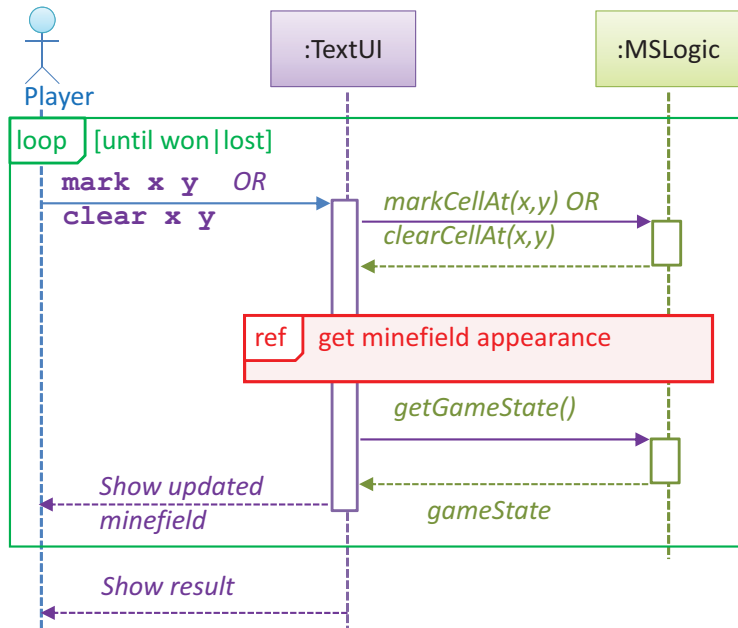 :TextUI
:MSLogic
Player
loop [until won|lost]
mark x y OR
clear x y
markCellAt(x,y) OR
clearCellAt(x,y)
ref get minefield appearance
getGameState()
Show updated
minefield
gameState
Show result